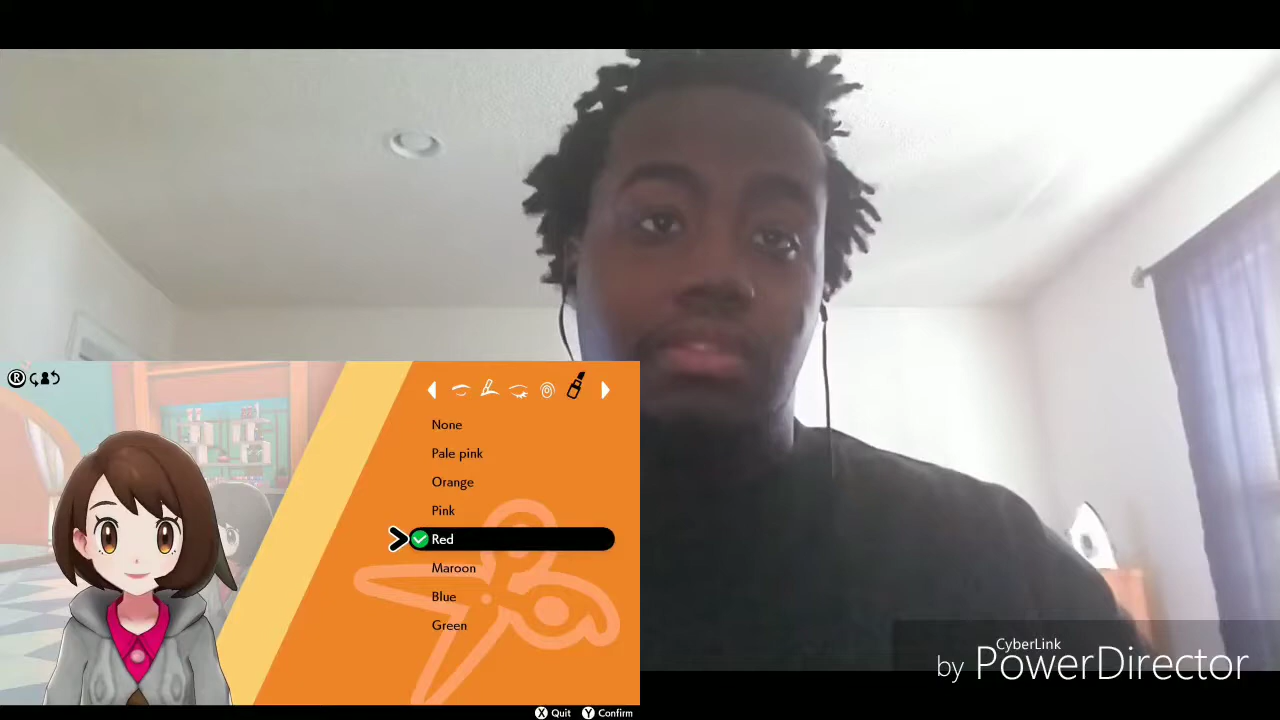 R
None
Pale pink
Orange
Pink
Red
Maroon
Blue
Green
X Quit Y Confirm
CyberLink
by PowerDirector